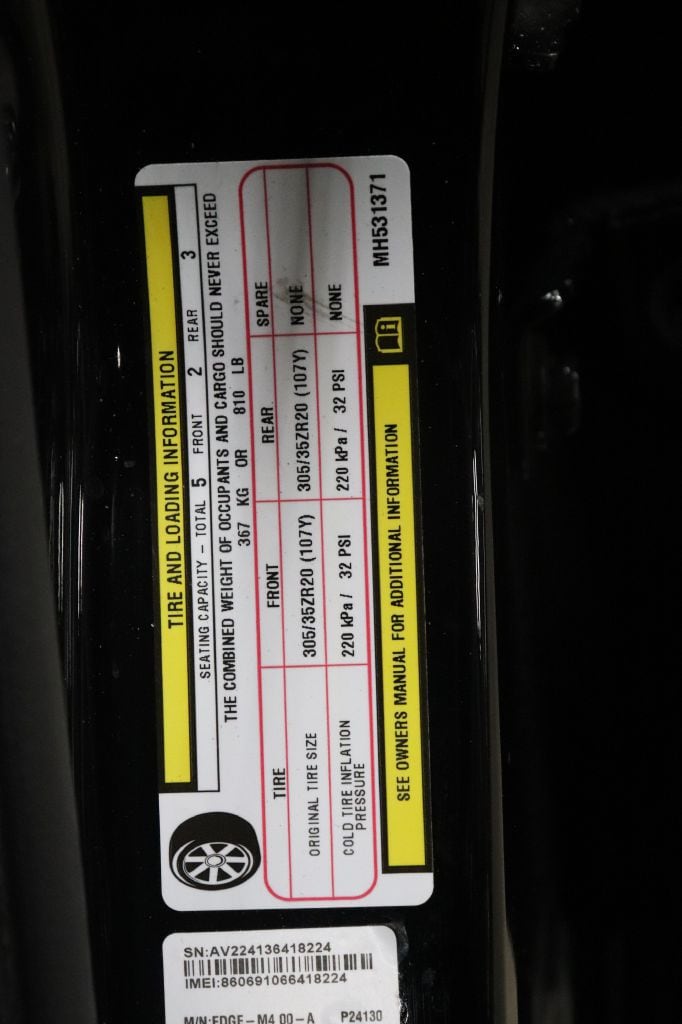 TIRE AND LOADING INFORMATION
SEATING CAPACITY - TOTAL 5 FRONT 2 REAR 3
THE COMBINED WEIGHT OF OCCUPANTS AND CARGO SHOULD NEVER EXCEED
367 KG OR 810 LB
TIRE FRONT REAR SPARE
ORIGINAL TIRE SIZE 305/35ZR20 (107Y) 305/35ZR20 (107Y) NONE
COLD TIRE INFLATION
PRESSURE 220 kPa / 32 PSI 220 kPa / 32 PSI NONE
SEE OWNERS MANUAL FOR ADDITIONAL INFORMATION
MH531371
SN:AV224136418224
IMEI:860691066418224
M/N:EDGE-M4.00-A P24130